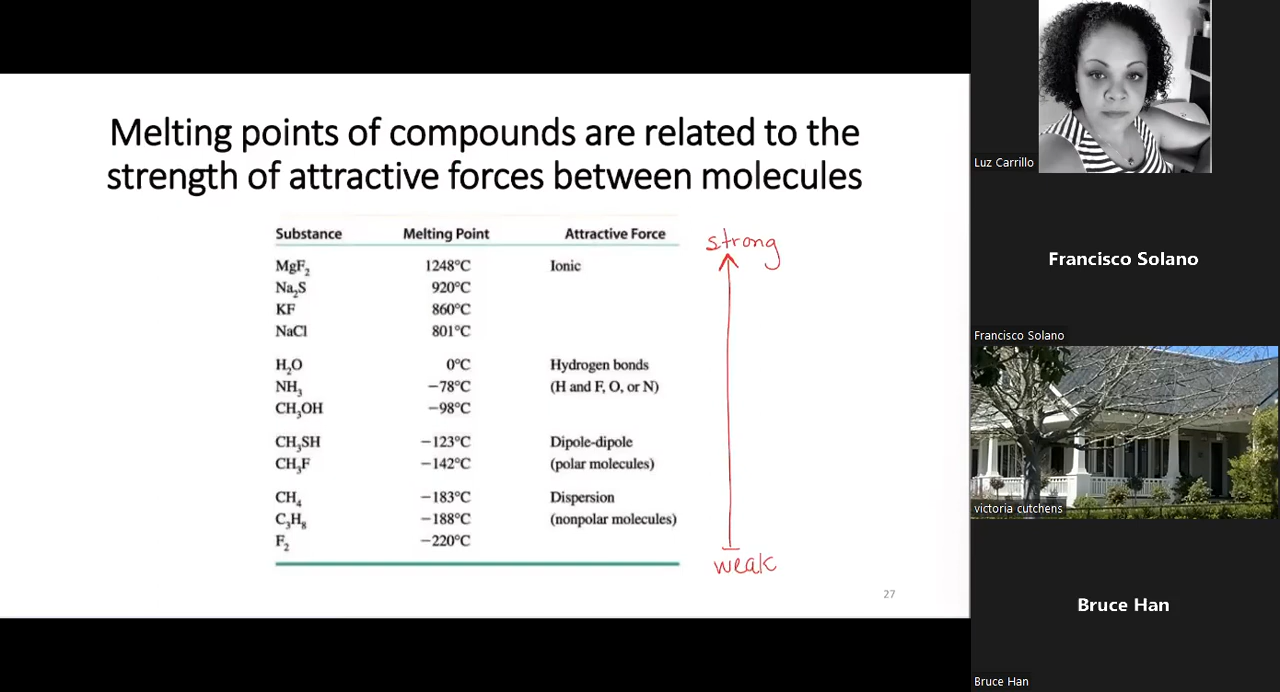 Melting points of compounds are related to the
strength of attractive forces between molecules
Substance Melting Point Attractive Force
MgF₂ 1248°C Ionic
Na₂S 920°C
KF 860°C
NaCl 801°C
H₂O 0°C Hydrogen bonds
NH₃ −78°C (H and F, O, or N)
CH₃OH −98°C
CH₃SH −123°C Dipole-dipole
CH₃F −142°C (polar molecules)
CH₄ −183°C Dispersion
C₃H₈ −188°C (nonpolar molecules)
F₂ −220°C
strong
weak
27
Luz Carrillo
Francisco Solano
Francisco Solano
victoria cutchens
Bruce Han
Bruce Han